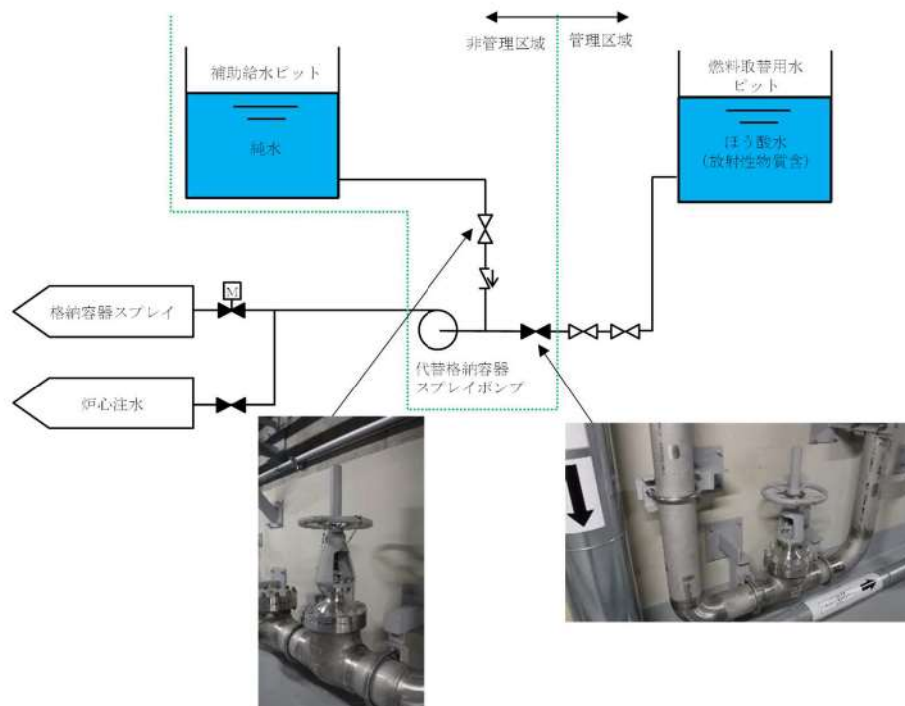 非管理区域
管理区域
補助給水ピット
純水
燃料取替用水
ピット
ほう酸水
(放射性物質含)
M
格納容器スプレイ
代替格納容器
スプレイポンプ
炉心注水